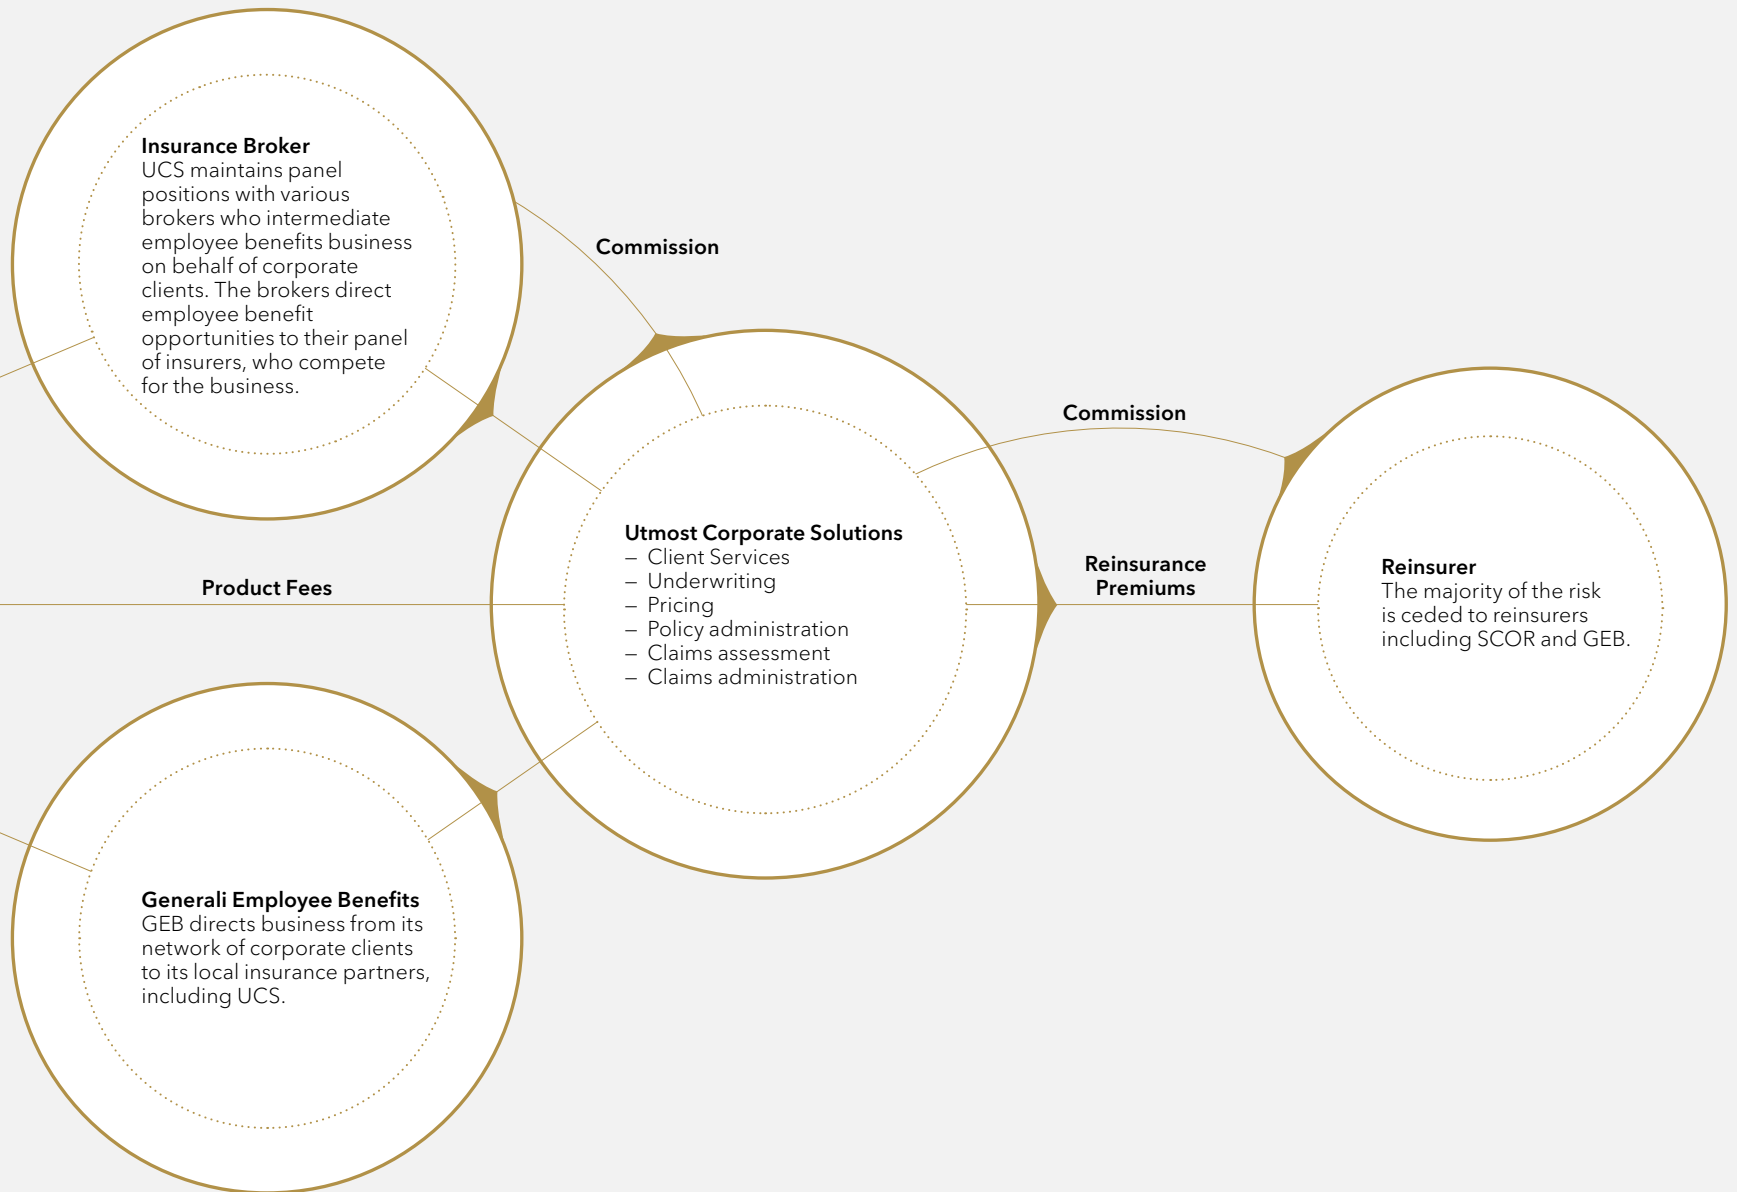 Insurance Broker
UCS maintains panel
positions with various
brokers who intermediate
employee benefits business
on behalf of corporate
clients. The brokers direct
employee benefit
opportunities to their panel
of insurers, who compete
for the business.
Commission
Product Fees
Generali Employee Benefits
GEB directs business from its
network of corporate clients
to its local insurance partners,
including UCS.
Utmost Corporate Solutions
– Client Services
– Underwriting
– Pricing
– Policy administration
– Claims assessment
– Claims administration
Commission
Reinsurance
Premiums
Reinsurer
The majority of the risk
is ceded to reinsurers
including SCOR and GEB.